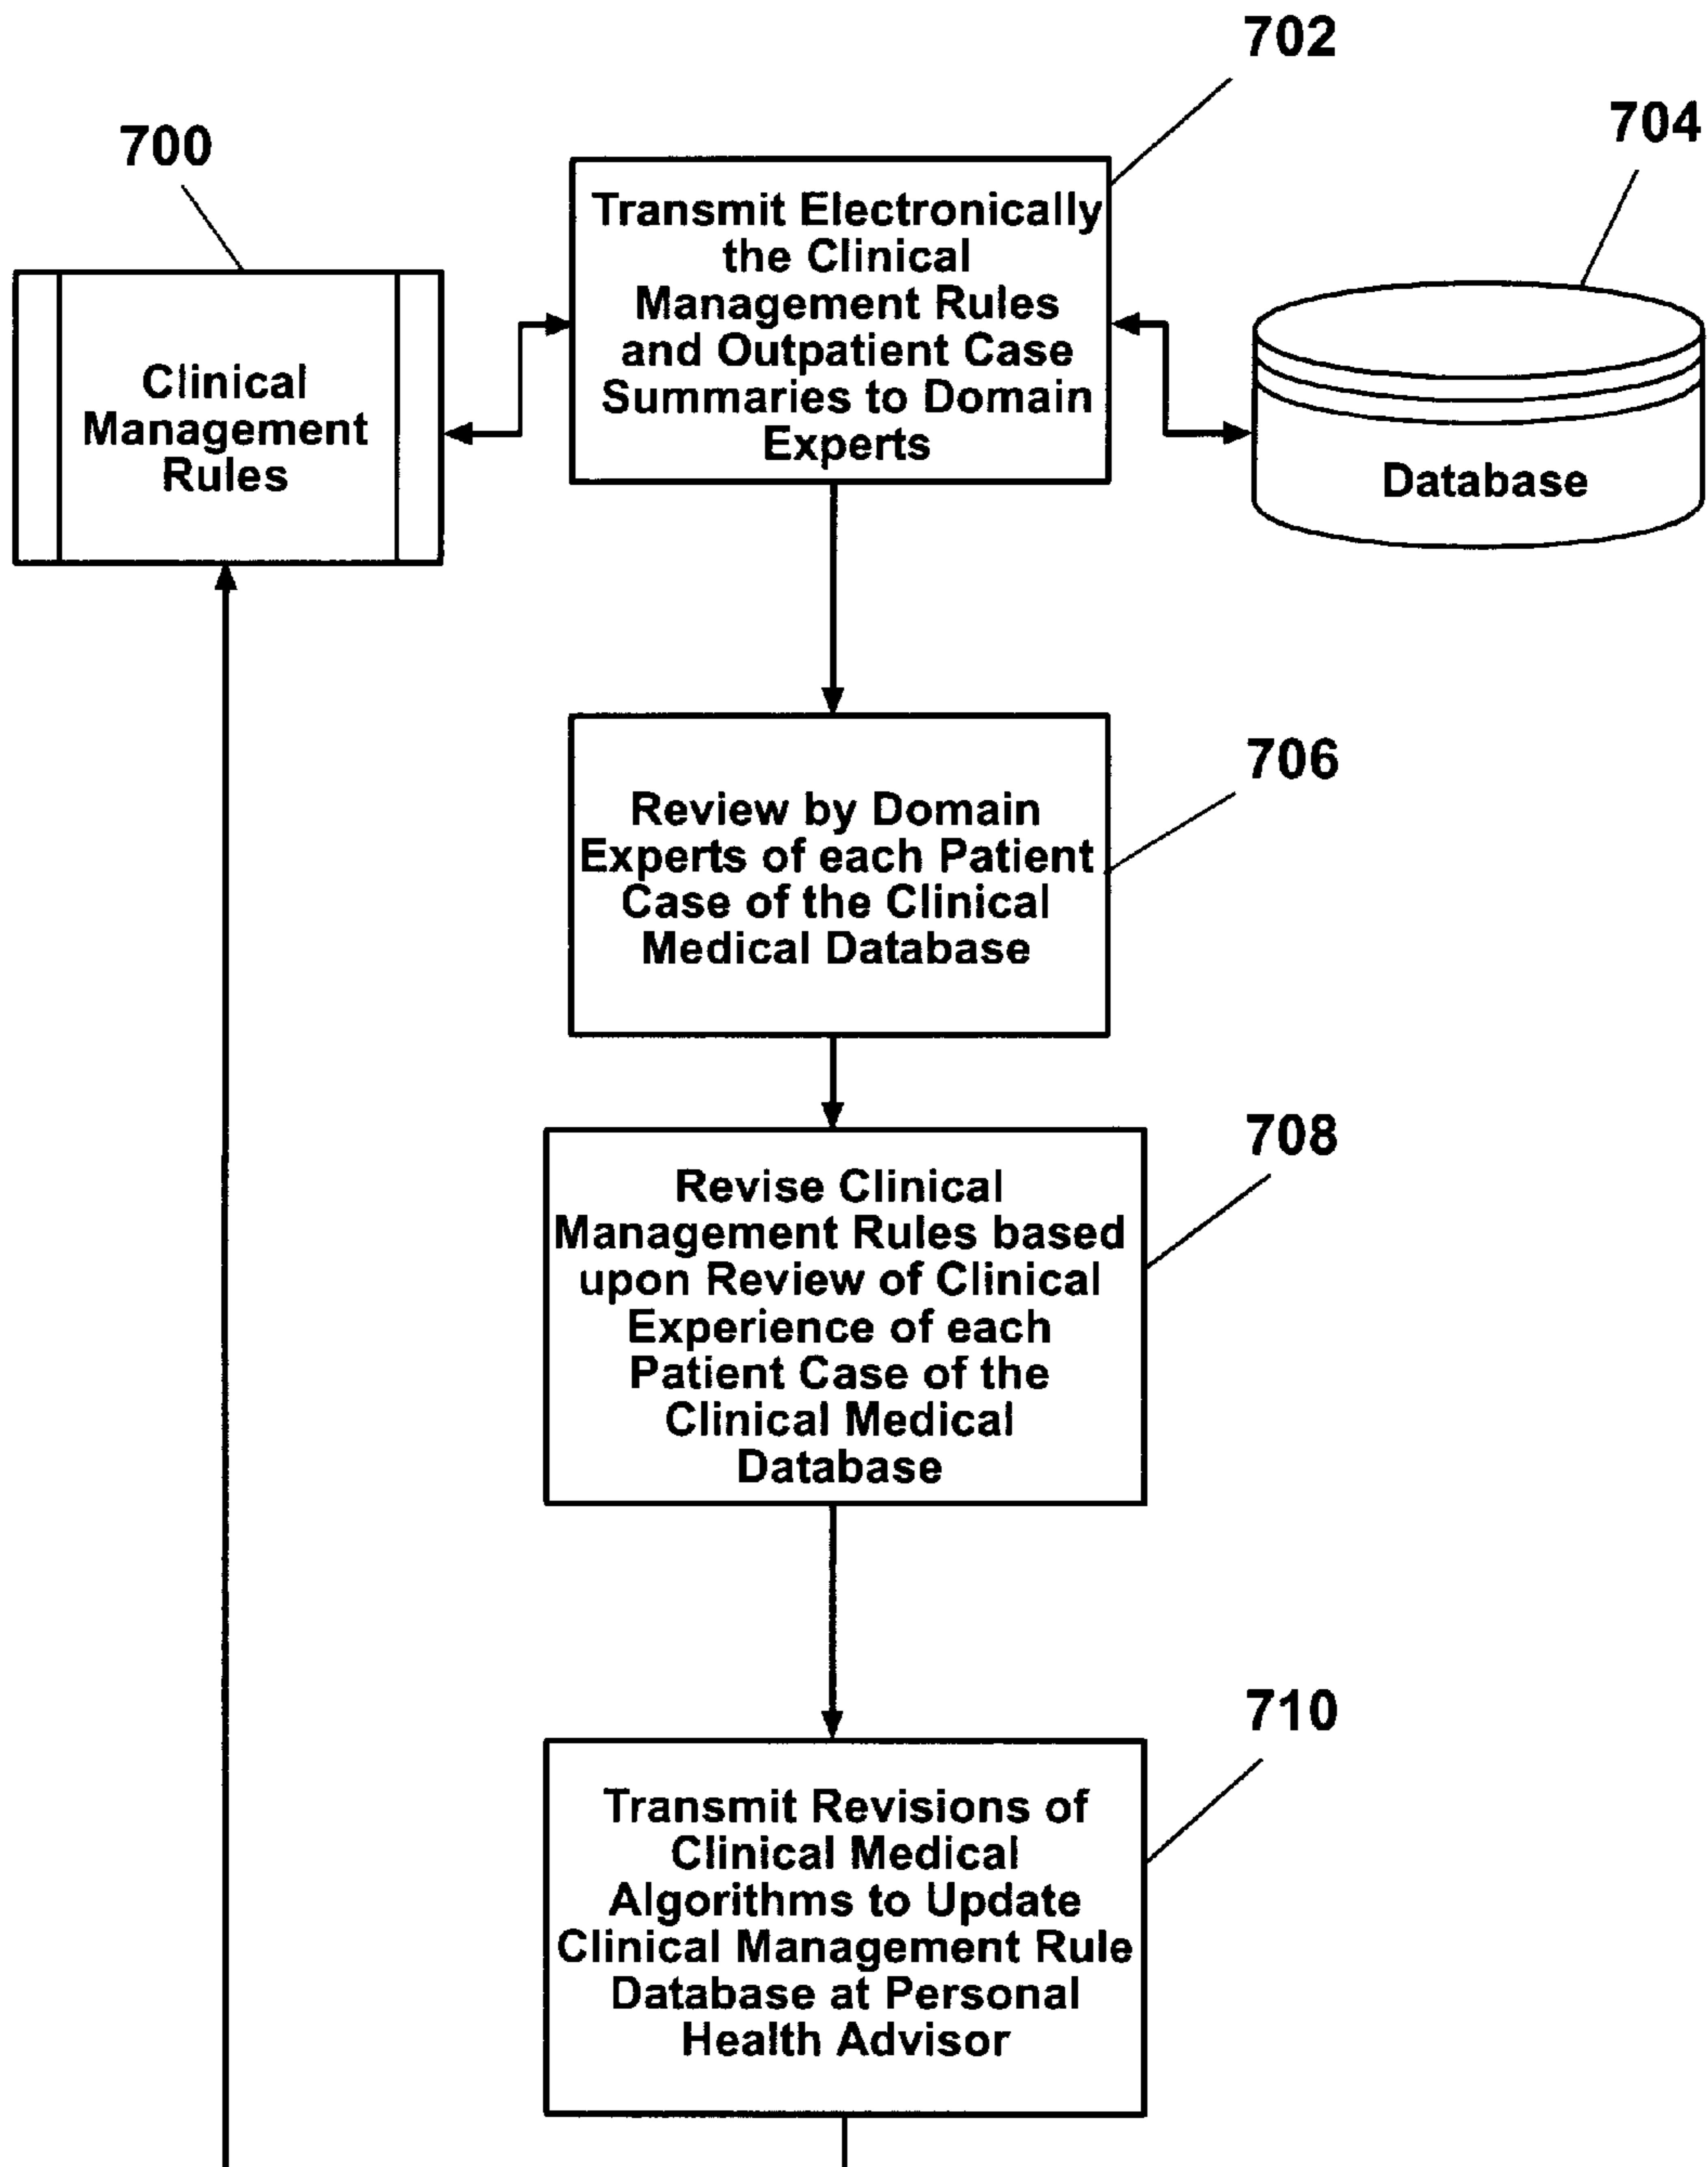 702
704
700
Transmit Electronically
the Clinical
Management Rules
and Outpatient Case
Summaries to Domain
Experts
Clinical
Management
Rules
Database
706
Review by Domain
Experts of each Patient
Case of the Clinical
Medical Database
708
Revise Clinical
Management Rules based
upon Review of Clinical
Experience of each
Patient Case of the
Clinical Medical
Database
710
Transmit Revisions of
Clinical Medical
Algorithms to Update
Clinical Management Rule
Database at Personal
Health Advisor